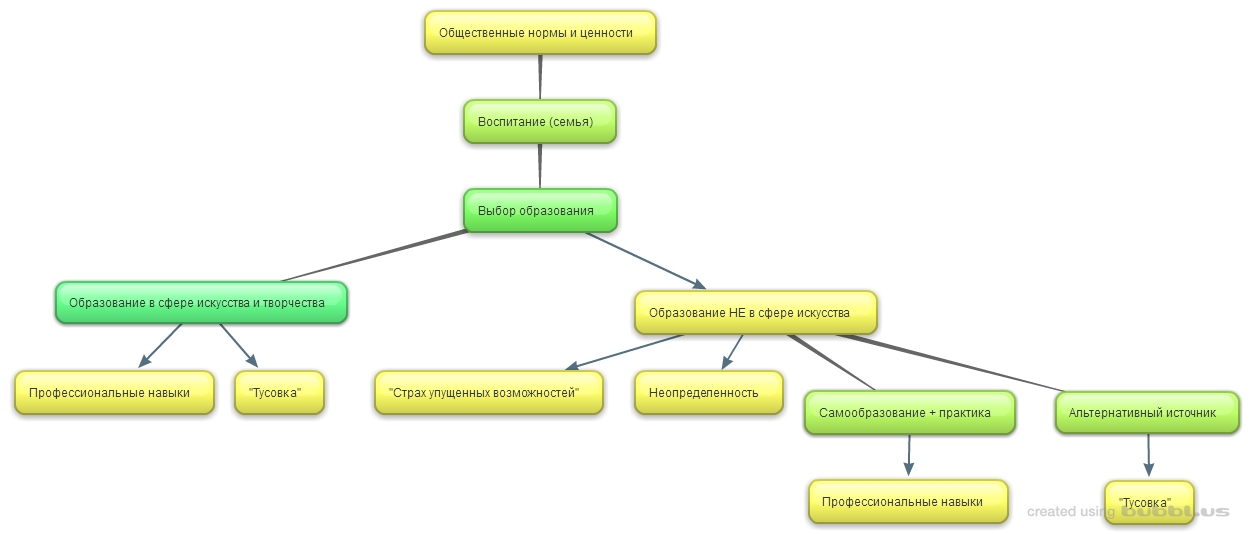 Общественные нормы и ценности
Воспитание (семья)
Выбор образования
Образование в сфере искусства и творчества
Образование НЕ в сфере искусства
Профессиональные навыки
"Тусовка"
"Страх упущенных возможностей"
Неопределенность
Самообразование + практика
Альтернативный источник
Профессиональные навыки
"Тусовка"
created using bubbl.us